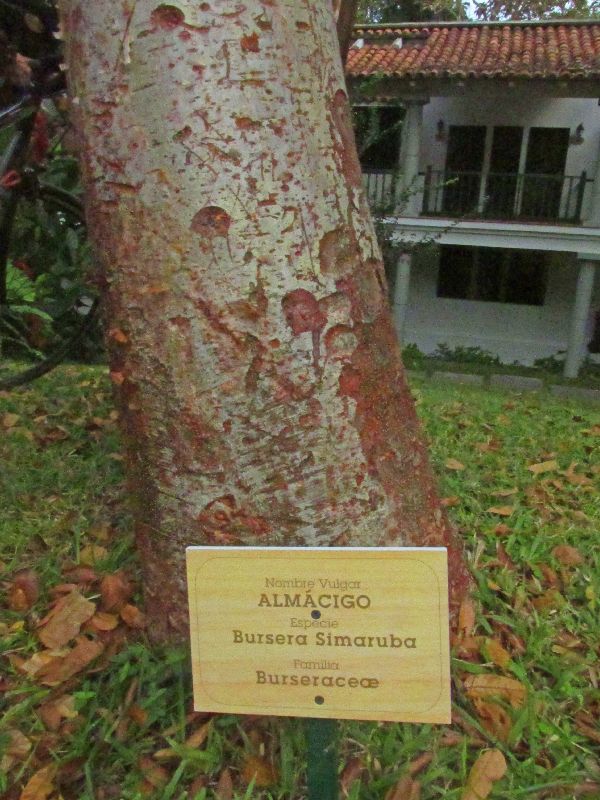 Nombre Vulgar
ALMÁCIGO
Especie
Bursera Simaruba
Familia
Burseraceæ